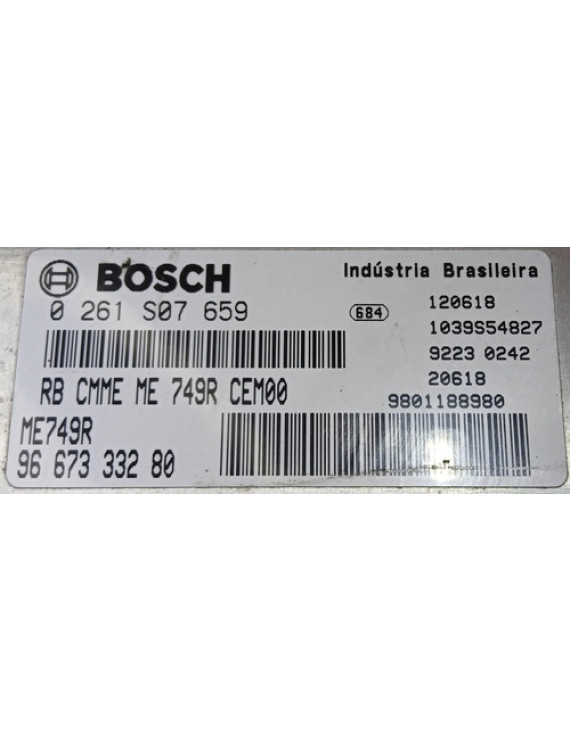 BOSCH
Indústria Brasileira
0 261 S07 659
684
120618
1039S54827
9223 0242
20618
9801188980
RB CMME ME 749R CEM00
ME749R
96 673 332 80